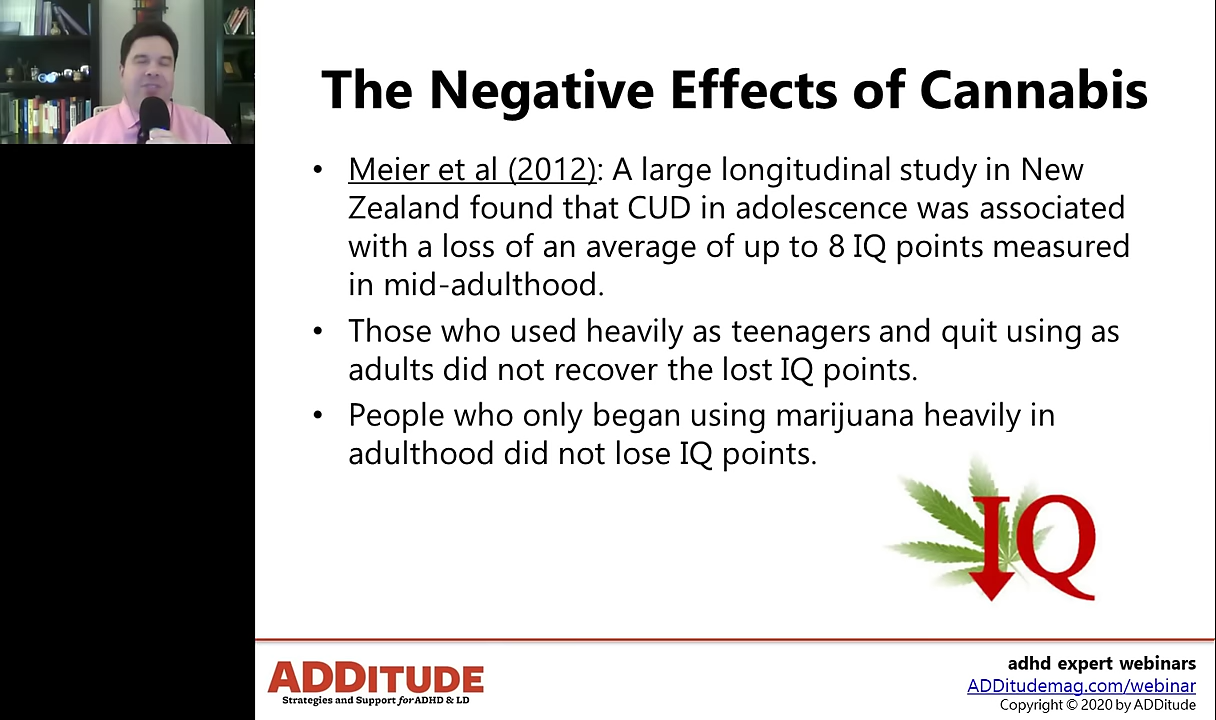 The Negative Effects of Cannabis
• Meier et al (2012): A large longitudinal study in New
Zealand found that CUD in adolescence was associated
with a loss of an average of up to 8 IQ points measured
in mid-adulthood.
• Those who used heavily as teenagers and quit using as
adults did not recover the lost IQ points.
• People who only began using marijuana heavily in
adulthood did not lose IQ points.
IQ
ADDITUDE
Strategies and Support for ADHD & LD
adhd expert webinars
ADDitudemag.com/webinar
Copyright © 2020 by ADDitude